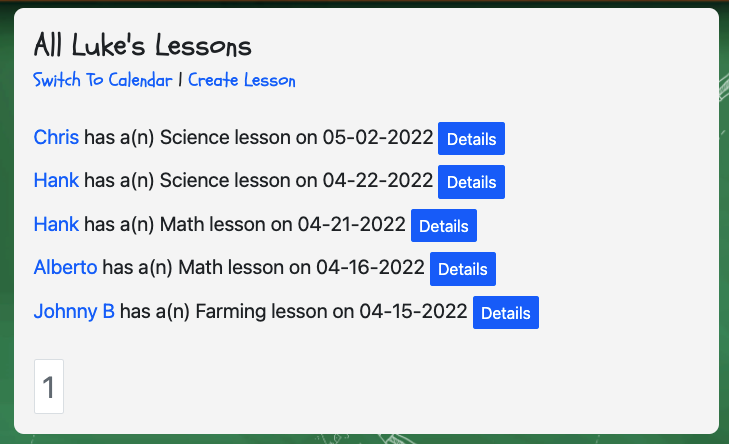 All Luke's Lessons
Switch To Calendar | Create Lesson
Chris has a(n) Science lesson on 05-02-2022 Details
Hank has a(n) Science lesson on 04-22-2022 Details
Hank has a(n) Math lesson on 04-21-2022 Details
Alberto has a(n) Math lesson on 04-16-2022 Details
Johnny B has a(n) Farming lesson on 04-15-2022 Details
1